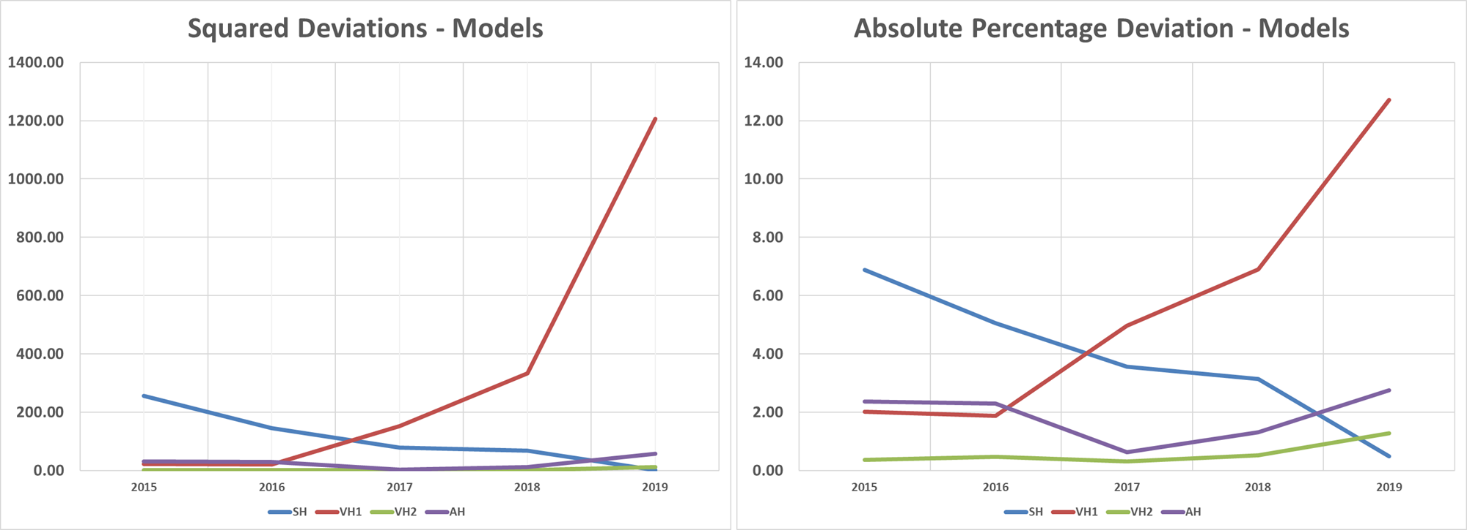 Squared Deviations - Models
1400.00
1200.00
1000.00
800.00
600.00
400.00
200.00
0.00
2015 2016 2017 2018 2019
SH VH1 VH2 AH
Absolute Percentage Deviation - Models
14.00
12.00
10.00
8.00
6.00
4.00
2.00
0.00
2015 2016 2017 2018 2019
SH VH1 VH2 AH